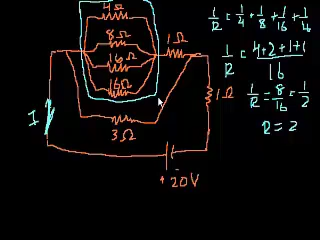 4Ω
8Ω
16Ω
16Ω
1Ω
3Ω
1Ω
I
+ - 20V
1/R = 1/4 + 1/8 + 1/16 + 1/16
1/R = 4+2+1+1/16
1/R = 8/16 = 1/2
R = 2